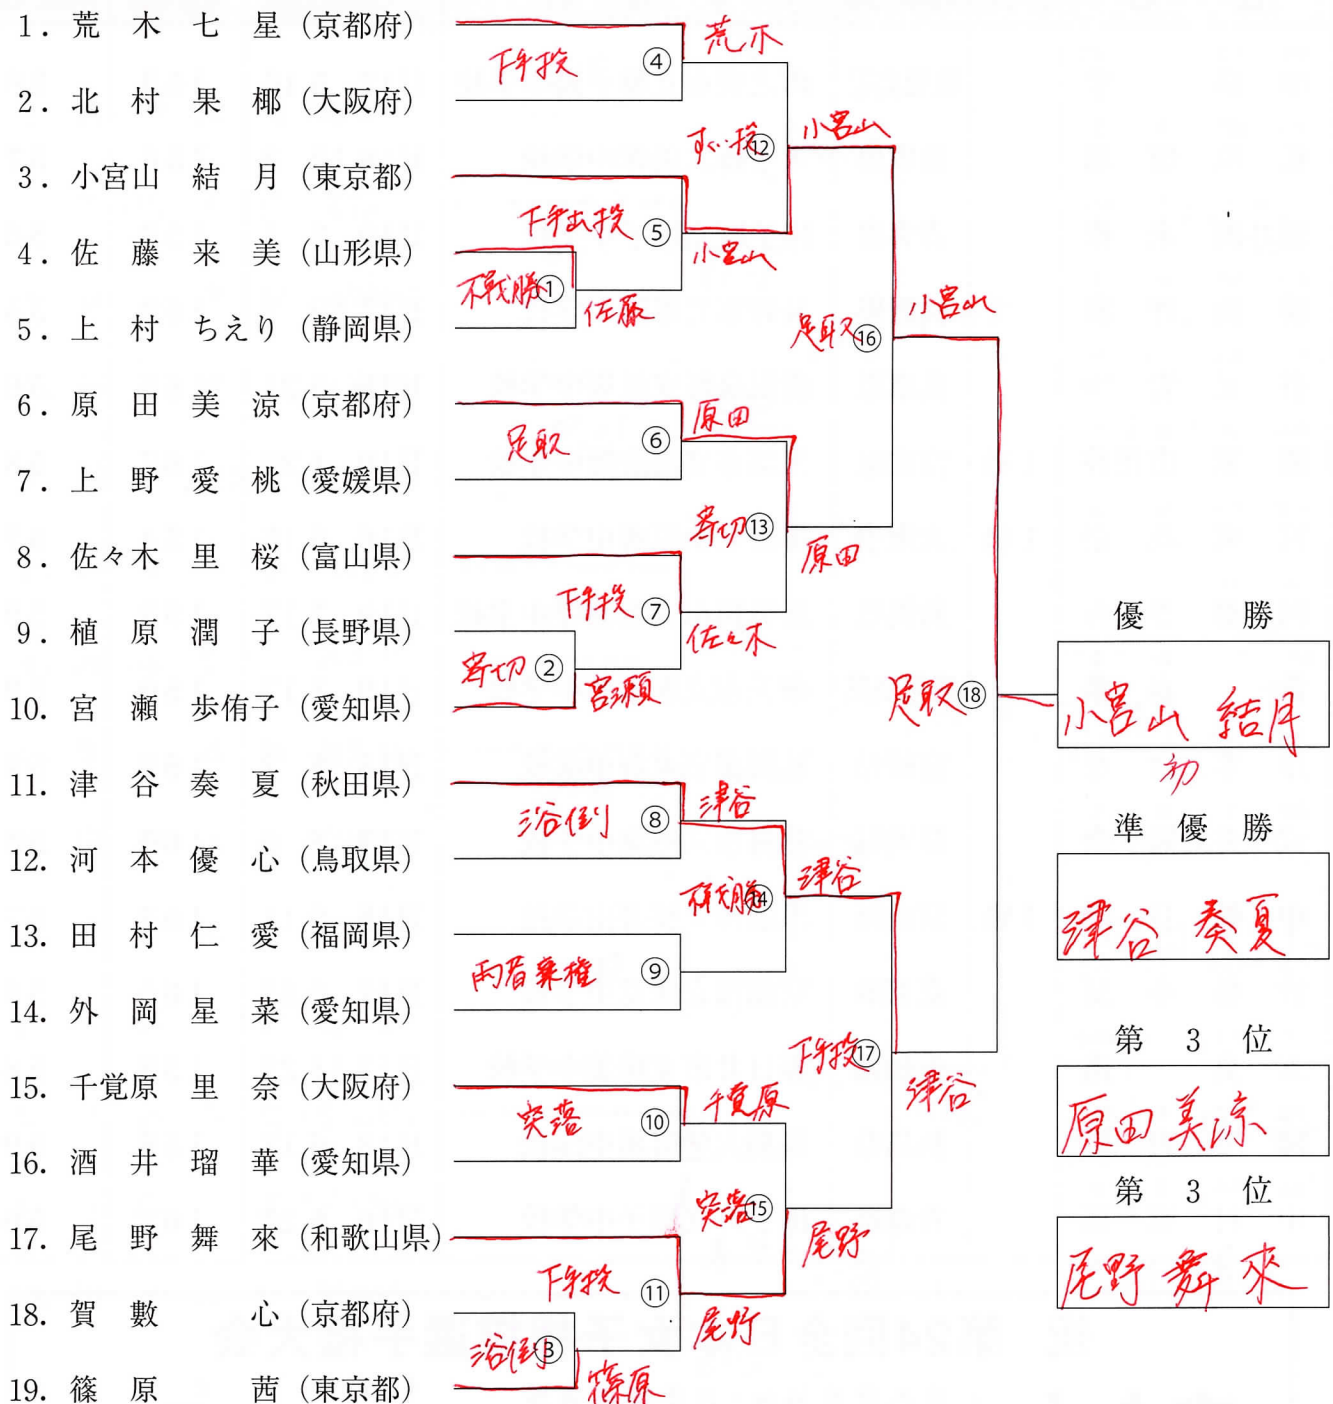 1. 荒木七星（京都府）
荒木
下手投 ④
2. 北村果椰（大阪府）
すくい投 ⑫
小宮山
3. 小宮山結月（東京都）
下手出投 ⑤
小宮山
4. 佐藤来美（山形県）
不戦勝 ①
佐藤
5. 上村ちえり（静岡県）
小宮山
足取 ⑯
6. 原田美涼（京都府）
原田
足取 ⑥
7. 上野愛桃（愛媛県）
寄切 ⑬
原田
8. 佐々木里桜（富山県）
下手投 ⑦
佐々木
9. 植原潤子（長野県）
寄切 ②
宮瀬
10. 宮瀬歩侑子（愛知県）
足取 ⑱
優勝
小宮山 結月
初
11. 津谷奏夏（秋田県）
津谷
浴倒 ⑧
12. 河本優心（鳥取県）
不戦勝 ⑭
津谷
準優勝
津谷 奏夏
13. 田村仁愛（福岡県）
両者棄権 ⑨
14. 外岡星菜（愛知県）
下手投 ⑰
津谷
第3位
原田 美涼
15. 千覚原里奈（大阪府）
千覚原
突落 ⑩
16. 酒井瑠華（愛知県）
突落 ⑮
尾野
第3位
尾野 舞來
17. 尾野舞來（和歌山県）
下手投 ⑪
尾野
18. 賀數心（京都府）
浴倒 ③
篠原
19. 篠原茜（東京都）